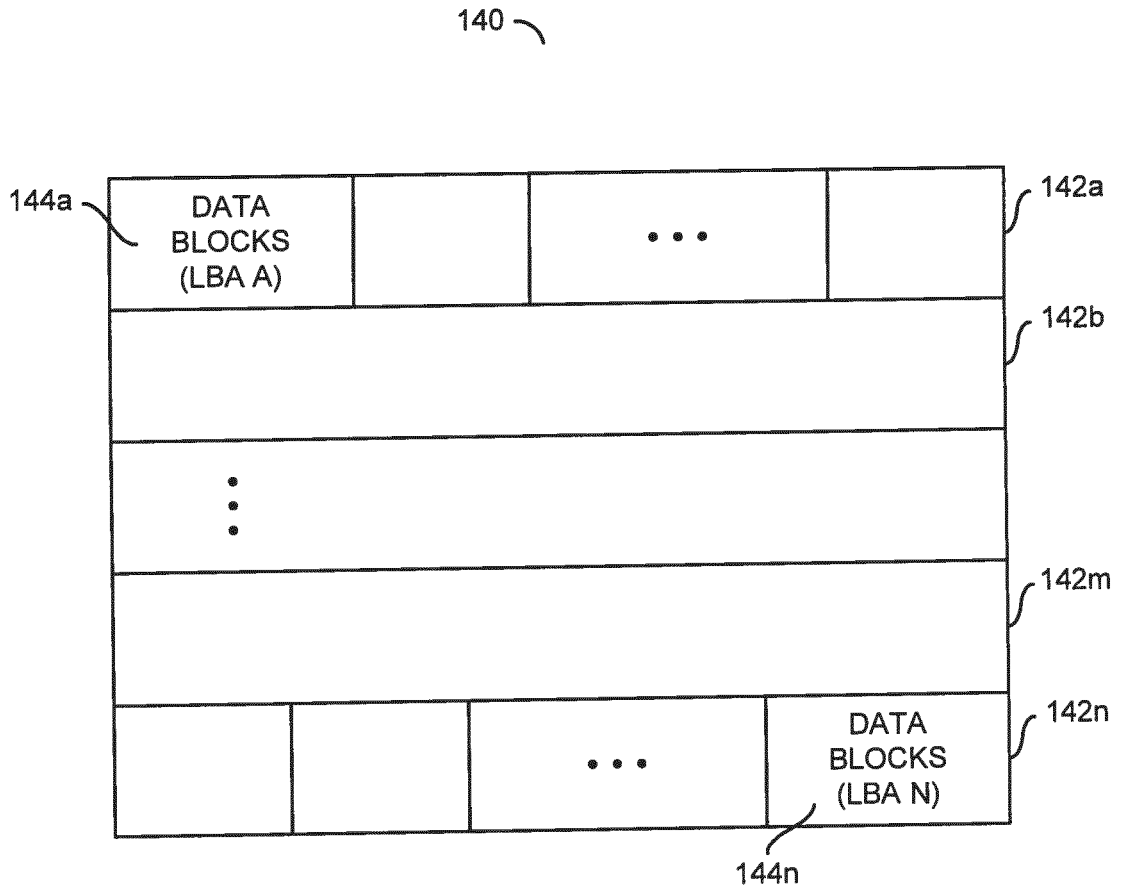 140
144a
DATA
BLOCKS
(LBA A)
• • •
142a
142b
142m
142n
• • •
DATA
BLOCKS
(LBA N)
144n